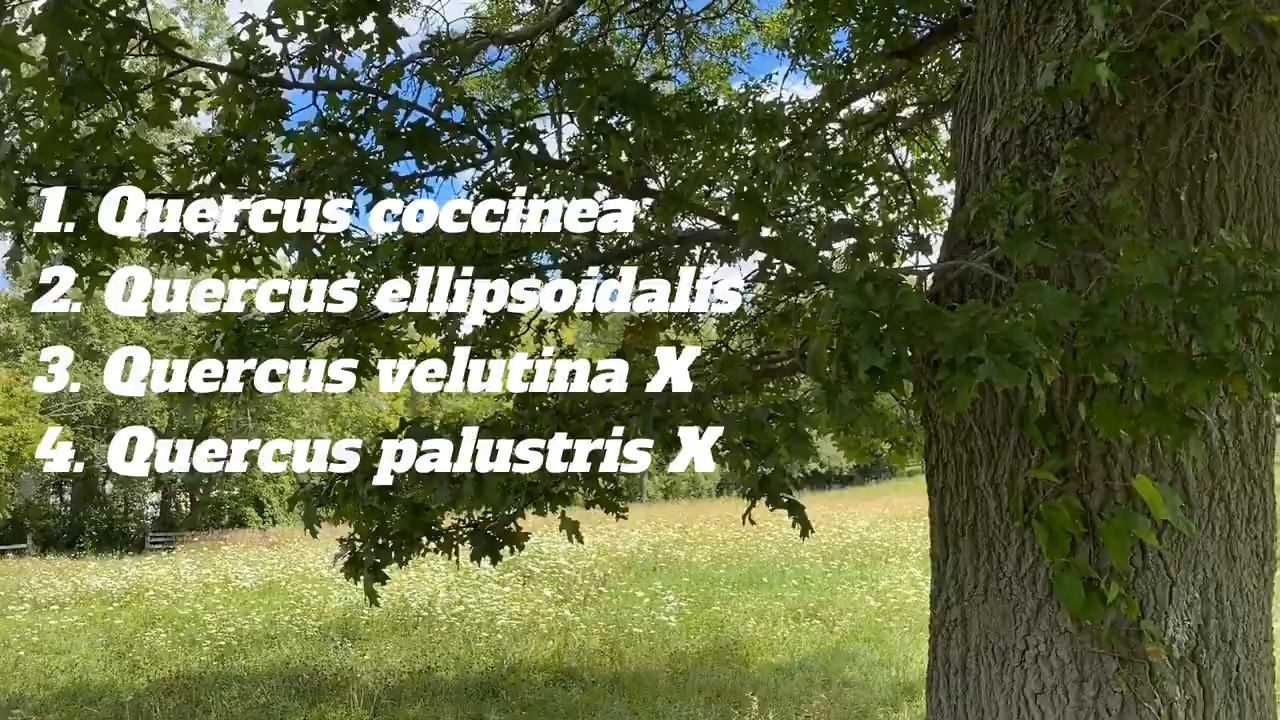 1. Quercus coccinea
2. Quercus ellipsoidalis
3. Quercus velutina X
4. Quercus palustris X